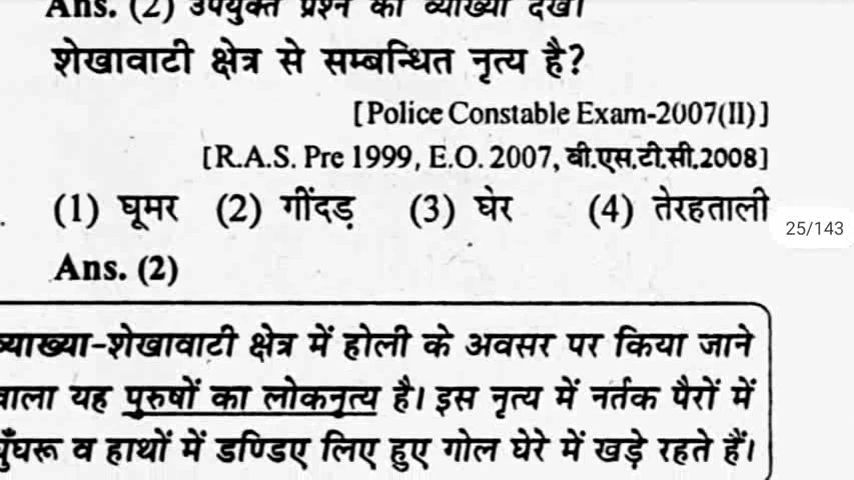 Ans. (2) उपर्युक्त प्रश्न की व्याख्या देखें।
शेखावाटी क्षेत्र से सम्बन्धित नृत्य है?
[Police Constable Exam-2007(II)]
[R.A.S. Pre 1999, E.O. 2007, बी.एस.टी.सी.2008]
(1) घूमर (2) गींदड़ (3) घेर (4) तेरहताली
25/143
Ans. (2)
व्याख्या-शेखावाटी क्षेत्र में होली के अवसर पर किया जाने
वाला यह पुरुषों का लोकनृत्य है। इस नृत्य में नर्तक पैरों में
घुँघरू व हाथों में डण्डिए लिए हुए गोल घेरे में खड़े रहते हैं।